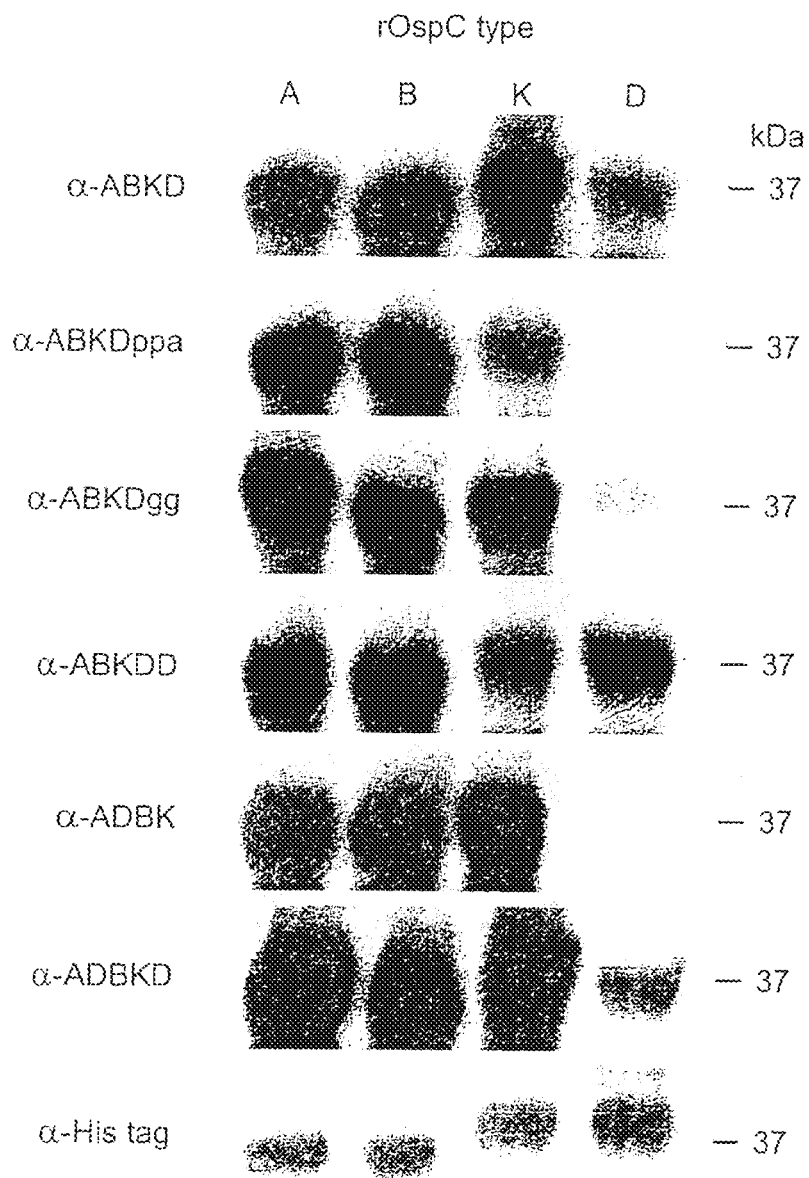 rOspC type
A B K D
kDa
α-ABKD — 37
α-ABKDppa — 37
α-ABKDgg — 37
α-ABKDD — 37
α-ADBK — 37
α-ADBKD — 37
α-His tag — 37